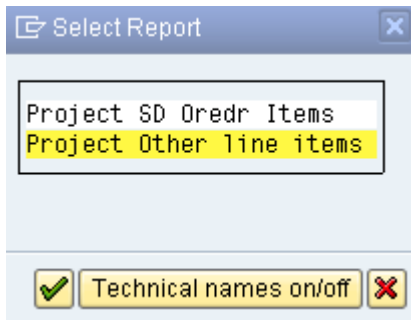 Select Report
Project SD Oredr Items
Project Other line items
Technical names on/off